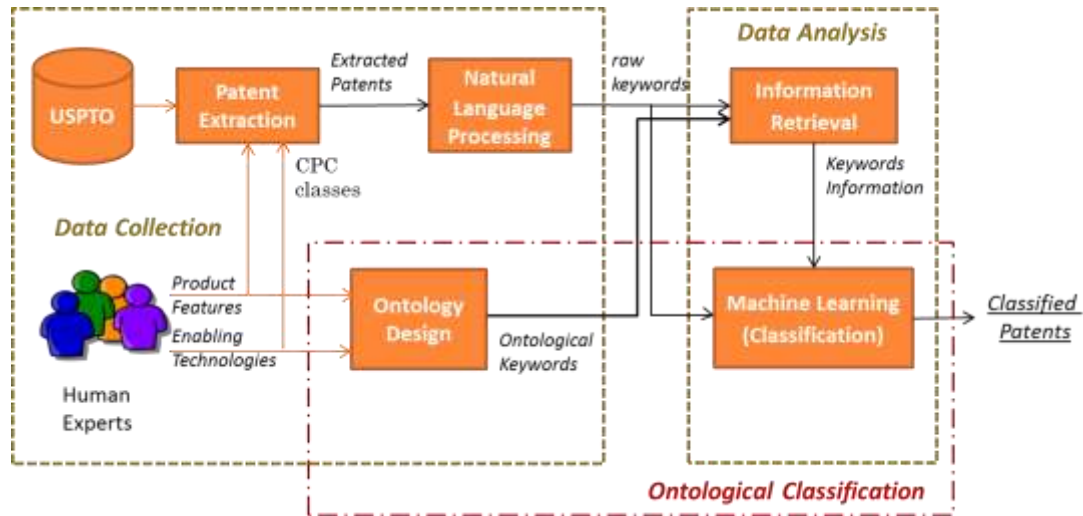 Data Analysis
Extracted
Patents
raw
keywords
USPTO
Patent
Extraction
Natural
Language
Processing
Information
Retrieval
CPC
classes
Keywords
Information
Data Collection
Product
Features
Enabling
Technologies
Ontology
Design
Ontological
Keywords
Machine Learning
(Classification)
Classified
Patents
Human
Experts
Ontological Classification